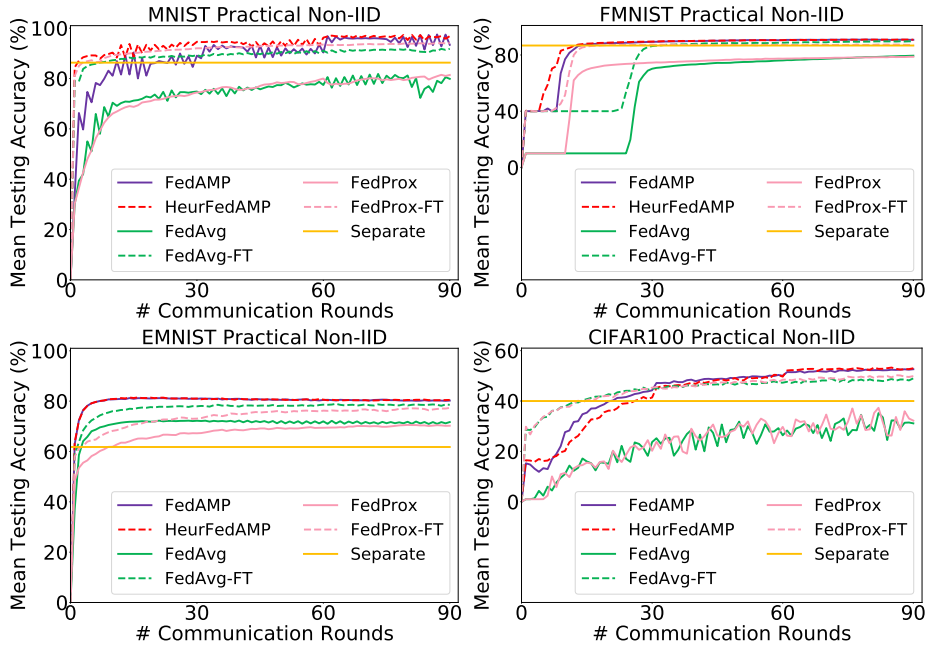 MNIST Practical Non-IID
Mean Testing Accuracy (%)
100
80
60
40
20
0
0 30 60 90
# Communication Rounds
FedAMP
HeurFedAMP
FedAvg
FedAvg-FT
FedProx
FedProx-FT
Separate
FMNIST Practical Non-IID
Mean Testing Accuracy (%)
80
40
0
0 30 60 90
# Communication Rounds
FedAMP
HeurFedAMP
FedAvg
FedAvg-FT
FedProx
FedProx-FT
Separate
EMNIST Practical Non-IID
Mean Testing Accuracy (%)
100
80
60
40
20
0
0 30 60 90
# Communication Rounds
FedAMP
HeurFedAMP
FedAvg
FedAvg-FT
FedProx
FedProx-FT
Separate
CIFAR100 Practical Non-IID
Mean Testing Accuracy (%)
60
40
20
0
0 30 60 90
# Communication Rounds
FedAMP
HeurFedAMP
FedAvg
FedAvg-FT
FedProx
FedProx-FT
Separate